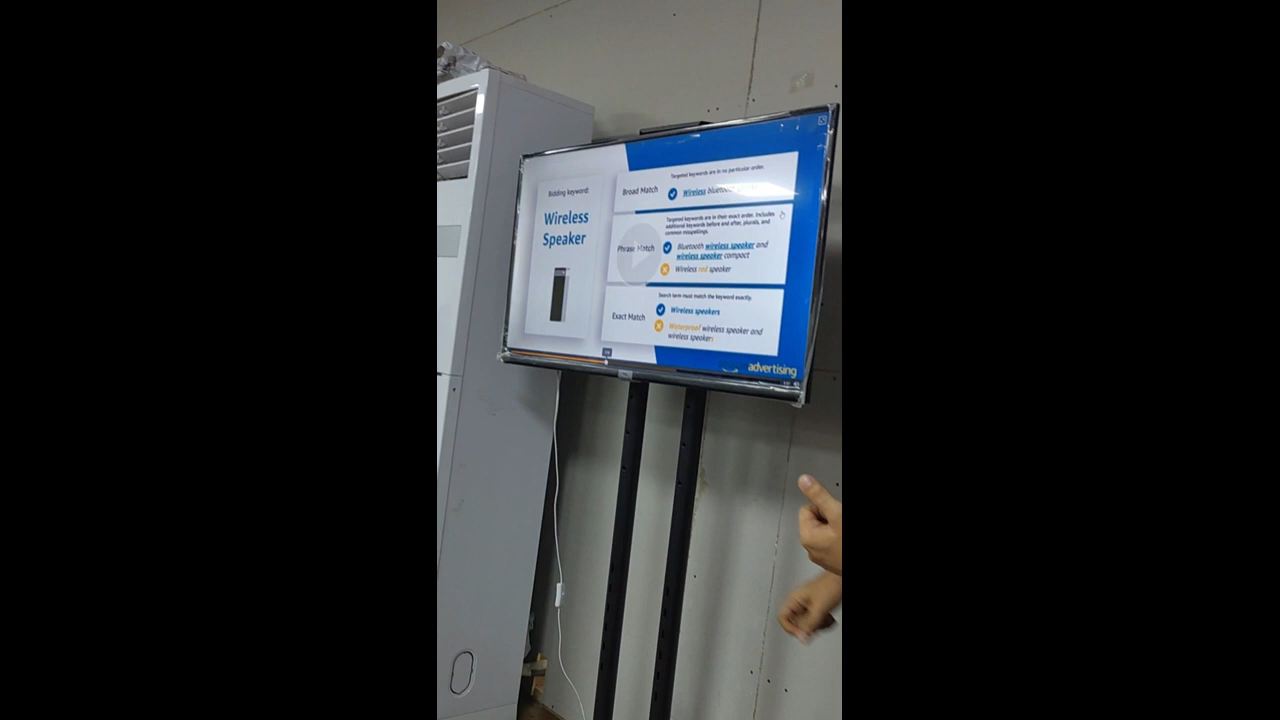 Bidding keyword:
Wireless
Speaker
Broad Match
Targeted keywords are in no particular order.
Wireless bluetooth
Phrase Match
Targeted keywords are in their exact order. Includes
additional keywords before and after, plurals, and
common misspellings.
Bluetooth wireless speaker and
wireless speaker compact
Wireless red speaker
Exact Match
Search term must match the keyword exactly.
Wireless speakers
Waterproof wireless speaker and
wireless speaker
advertising